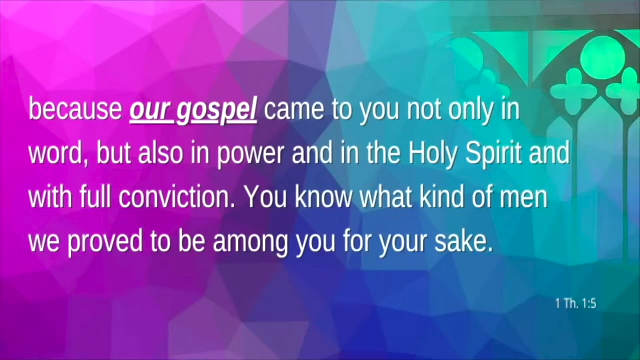 because our gospel came to you not only in
word, but also in power and in the Holy Spirit and
with full conviction. You know what kind of men
we proved to be among you for your sake.
1 Th. 1:5